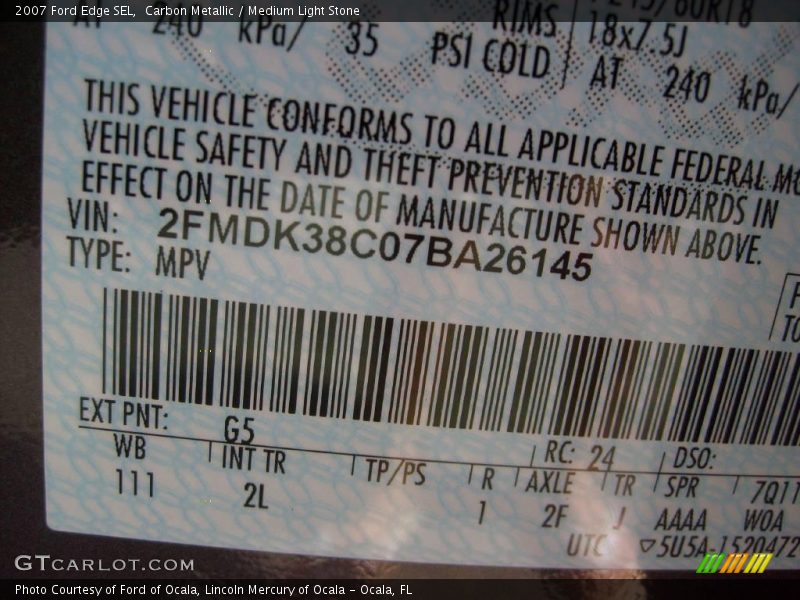 2007 Ford Edge SEL,  Carbon Metallic / Medium Light Stone
240 kPa/ 35 PSI COLD
RIMS 18x7.5J
AT 240 kPa/
THIS VEHICLE CONFORMS TO ALL APPLICABLE FEDERAL MO
VEHICLE SAFETY AND THEFT PREVENTION STANDARDS IN
EFFECT ON THE DATE OF MANUFACTURE SHOWN ABOVE.
VIN: 2FMDK38C07BA26145
TYPE: MPV
EXT PNT: G5 RC: 24 DSO:
WB INT TR TP/PS R AXLE TR SPR 7Q11
111 2L 1 2F J AAAA WOA
UTC ▽5U5A-1520472
GTCARLOT.COM
Photo Courtesy of Ford of Ocala, Lincoln Mercury of Ocala – Ocala, FL